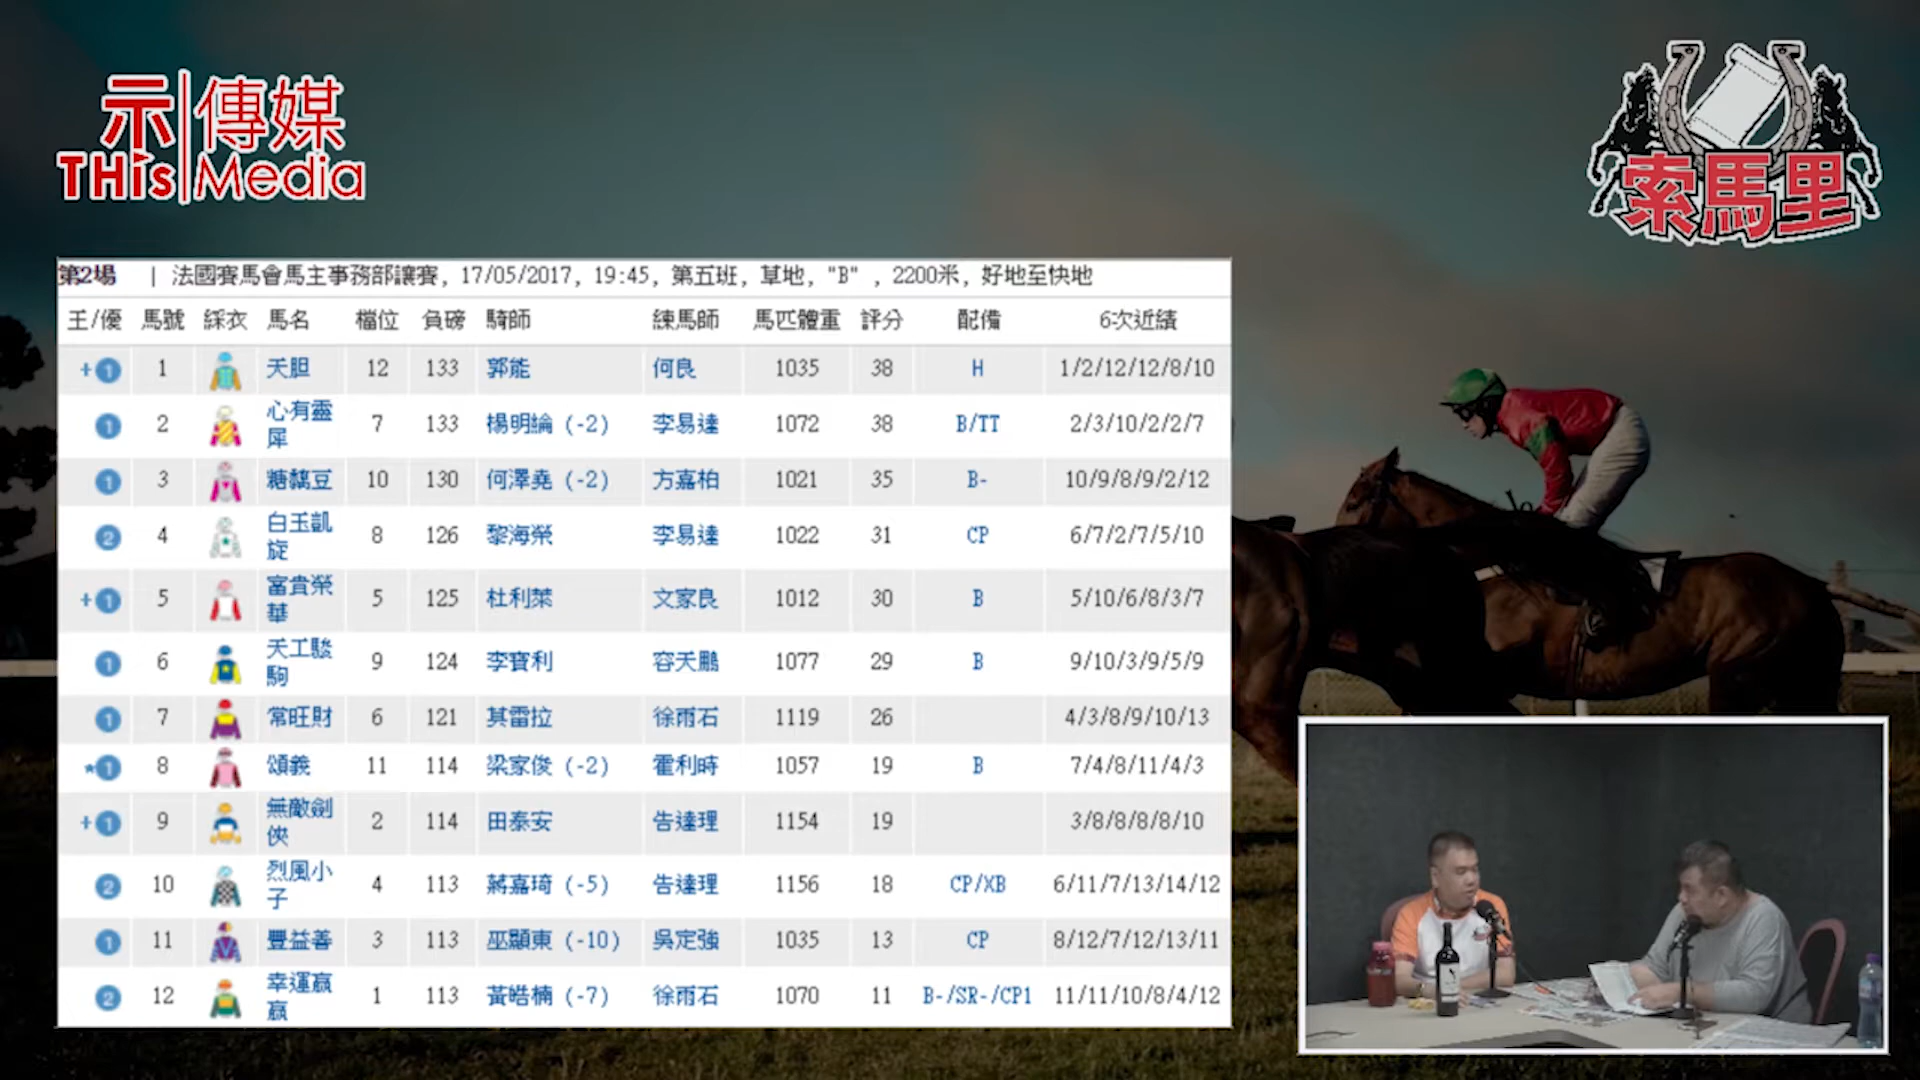 示 傳媒
THis Media
索馬里
第2場 | 法國賽馬會馬主事務部讓賽, 17/05/2017, 19:45, 第五班, 草地, "B" , 2200米, 好地至快地
王/優 馬號 綵衣 馬名 檔位 負磅 騎師 練馬師 馬匹體重 評分 配備 6次近績
+1 1 天胆 12 133 郭能 何良 1035 38 H 1/2/12/12/8/10
1 2 心有靈犀 7 133 楊明綸 (-2) 李易達 1072 38 B/TT 2/3/10/2/2/7
1 3 糖黐豆 10 130 何澤堯 (-2) 方嘉柏 1021 35 B- 10/9/8/9/2/12
2 4 白玉凱旋 8 126 黎海榮 李易達 1022 31 CP 6/7/2/7/5/10
+1 5 富貴榮華 5 125 杜利萊 文家良 1012 30 B 5/10/6/8/3/7
1 6 天工駿駒 9 124 李寶利 容天鵬 1077 29 B 9/10/3/9/5/9
1 7 常旺財 6 121 莫雷拉 徐雨石 1119 26 4/3/8/9/10/13
★1 8 頌義 11 114 梁家俊 (-2) 霍利時 1057 19 B 7/4/8/11/4/3
+1 9 無敵劍俠 2 114 田泰安 告達理 1154 19 3/8/8/8/8/10
2 10 烈風小子 4 113 蔣嘉琦 (-5) 告達理 1156 18 CP/XB 6/11/7/13/14/12
1 11 豐益善 3 113 巫顯東 (-10) 吳定強 1035 13 CP 8/12/7/12/13/11
2 12 幸運贏贏 1 113 黃皓楠 (-7) 徐雨石 1070 11 B-/SR-/CP1 11/11/10/8/4/12